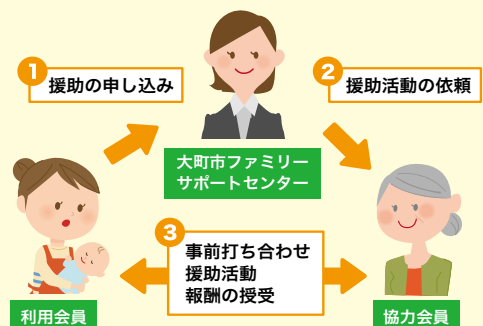 1
援助の申し込み
2
援助活動の依頼
大町市ファミリー
サポートセンター
3
事前打ち合わせ
援助活動
報酬の授受
利用会員
協力会員